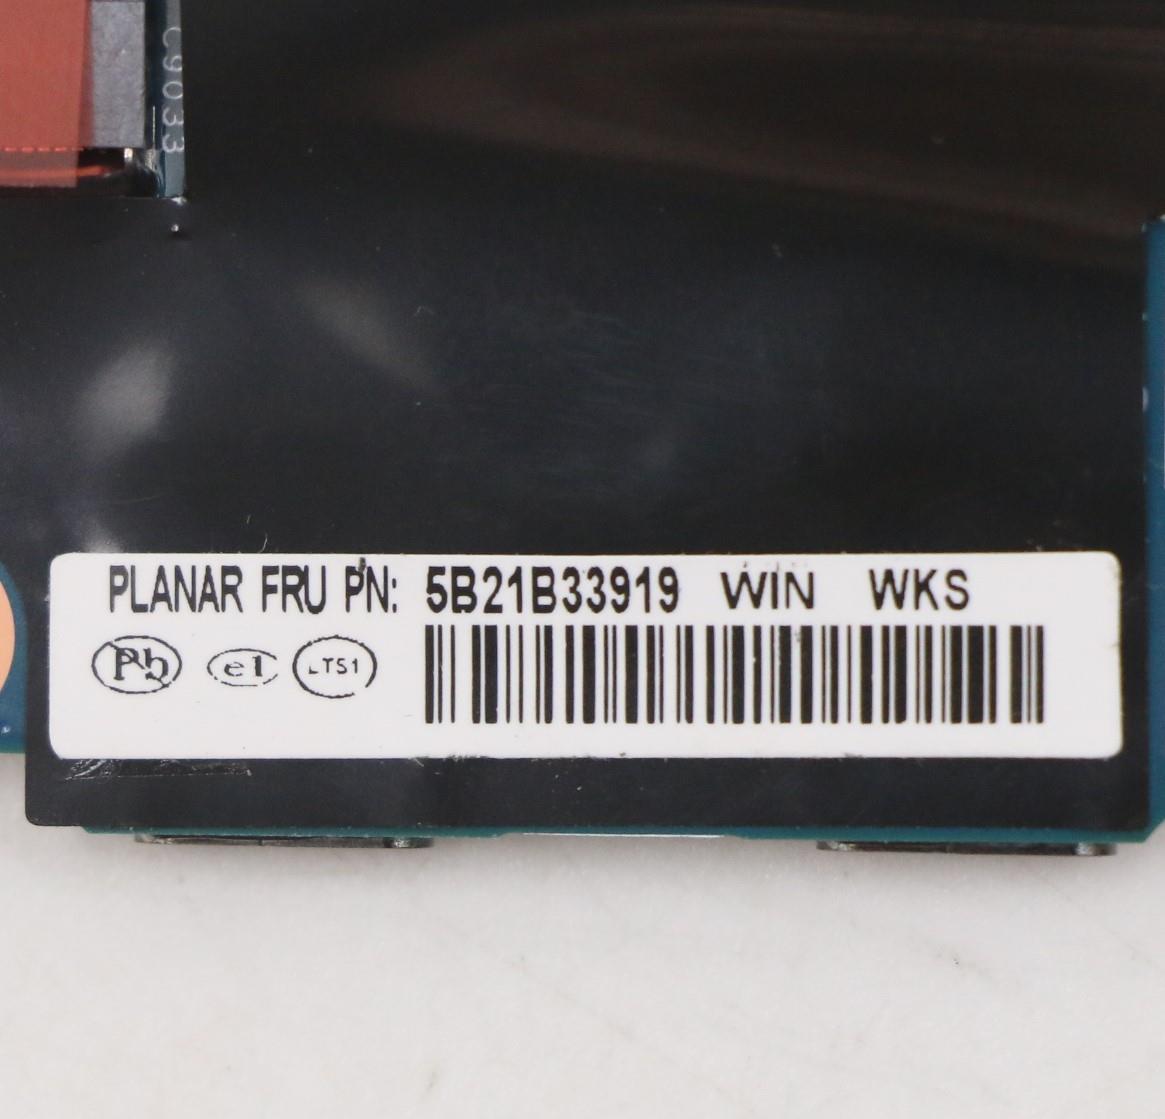 C9033
PLANAR FRU PN: 5B21B33919 WIN WKS
Pb e1 LTS1